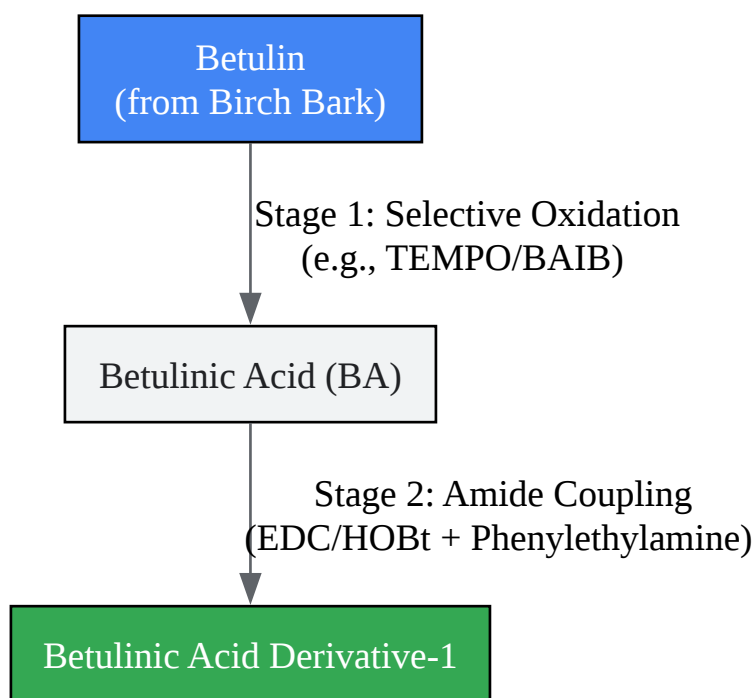 Betulin
(from Birch Bark)
Stage 1: Selective Oxidation
(e.g., TEMPO/BAIB)
Betulinic Acid (BA)
Stage 2: Amide Coupling
(EDC/HOBt + Phenylethylamine)
Betulinic Acid Derivative-1